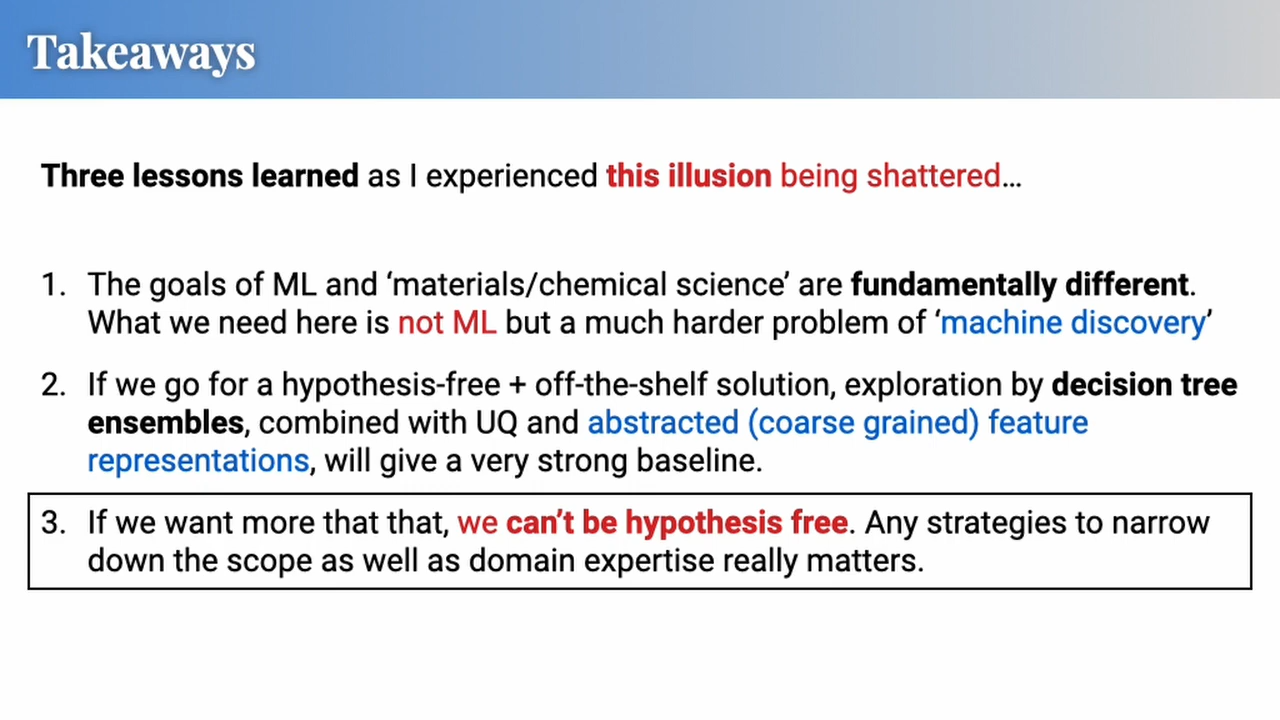 Takeaways
Three lessons learned as I experienced this illusion being shattered…
1. The goals of ML and ‘materials/chemical science’ are fundamentally different.
What we need here is not ML but a much harder problem of ‘machine discovery’
2. If we go for a hypothesis-free + off-the-shelf solution, exploration by decision tree
ensembles, combined with UQ and abstracted (coarse grained) feature
representations, will give a very strong baseline.
3. If we want more that that, we can’t be hypothesis free. Any strategies to narrow
down the scope as well as domain expertise really matters.